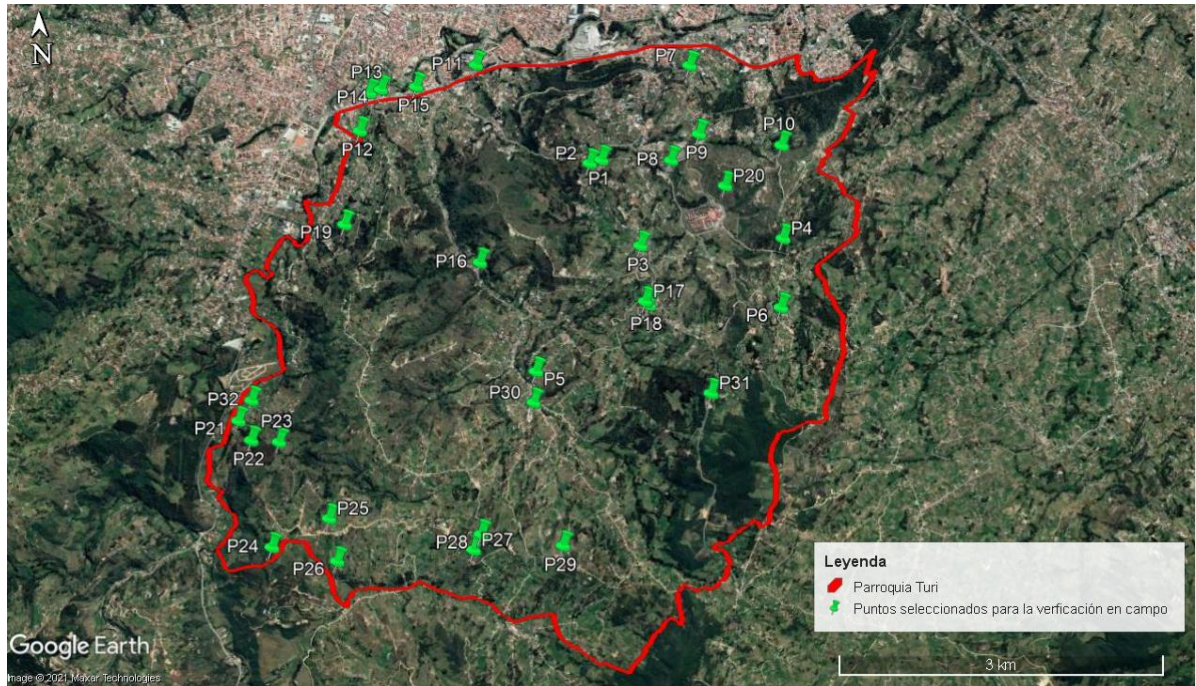 N
P13
P11
P7
P14
P15
P12
P10
P2
P8
P9
P1
P20
P19
P4
P16
P3
P17
P18
P6
P5
P31
P30
P32
P21
P23
P22
P25
P24
P28
P27
P29
P26
Leyenda
Parroquia Turi
Puntos seleccionados para la verficación en campo
Google Earth
3 km
Image © 2021 Maxar Technologies